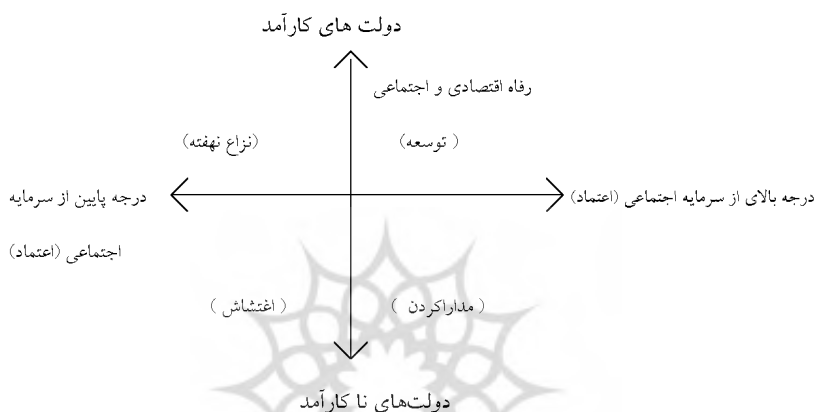 دولت های کارآمد
رفاه اقتصادی و اجتماعی
( توسعه)
(نزاع نهفته)
درجه بالای از سرمایه اجتماعی (اعتماد)
درجه پایین از سرمایه
اجتماعی (اعتماد)
( مداراکردن )
( اغتشاش )
دولت‌های نا کارآمد